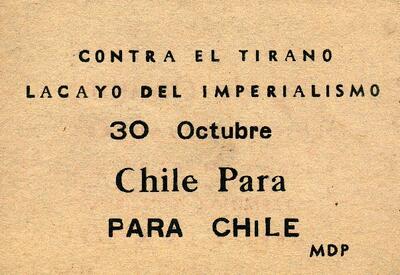 CONTRA EL TIRANO
LACAYO DEL IMPERIALISMO
30 Octubre
Chile Para
PARA CHiLE
MDP